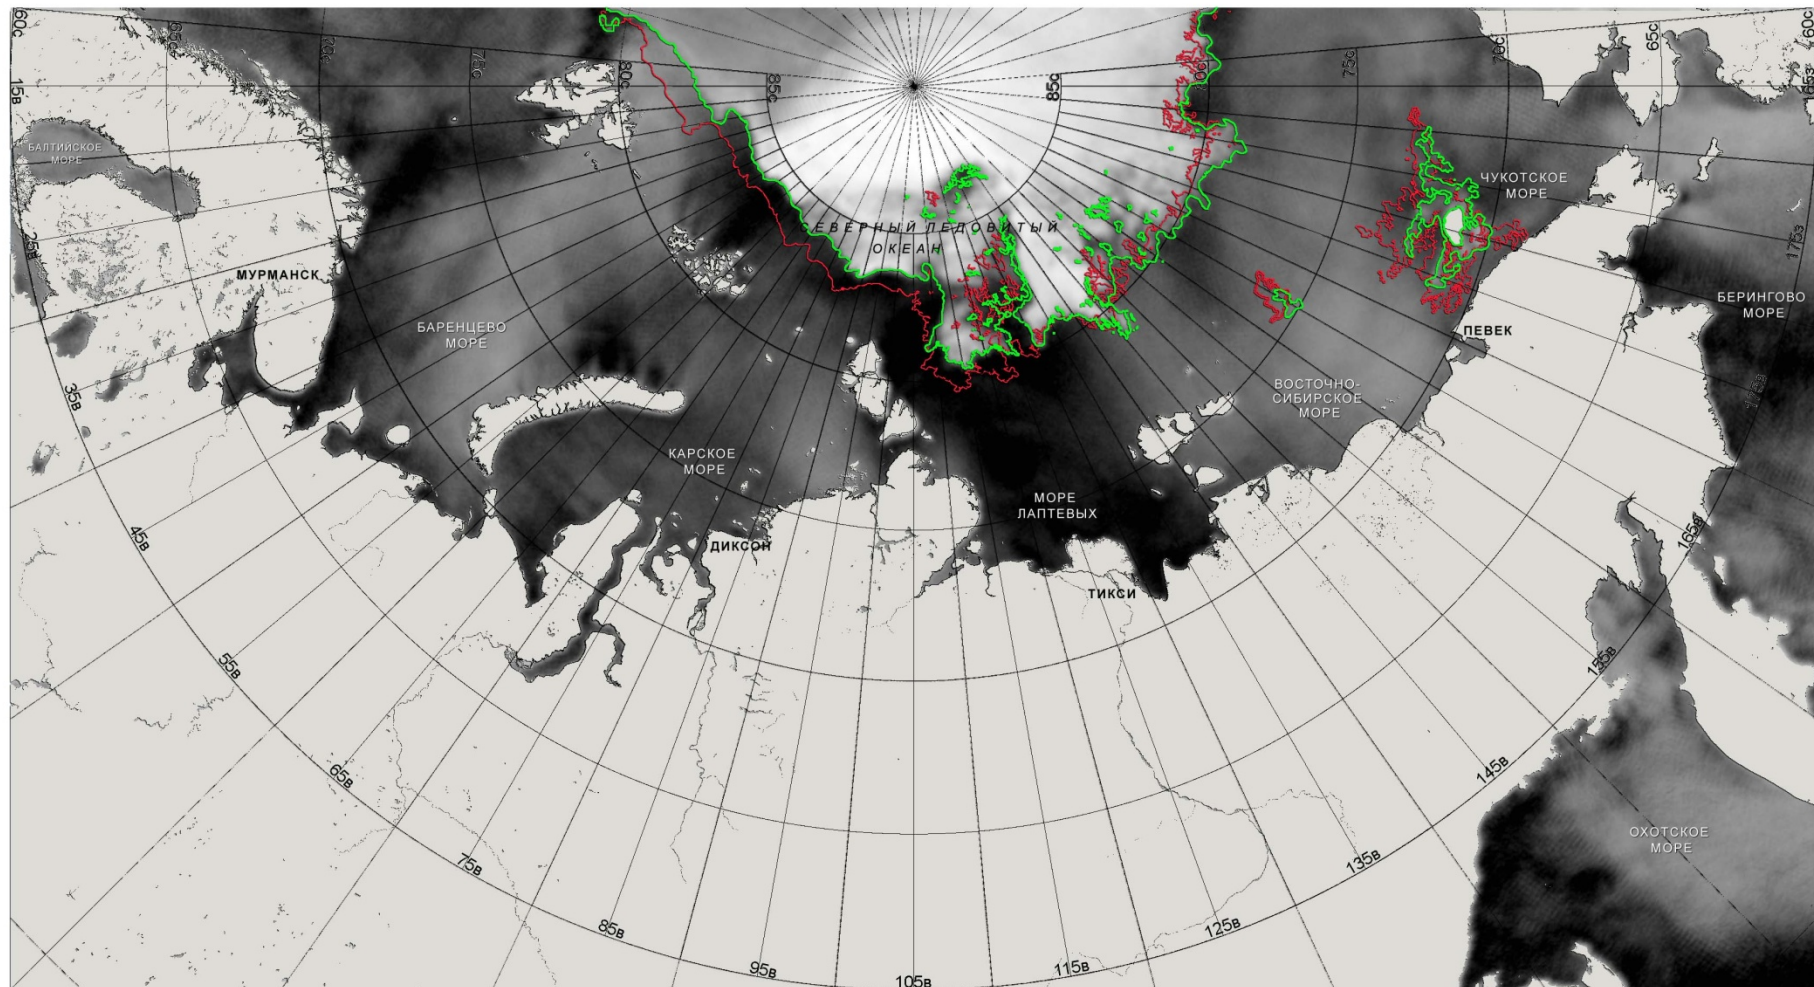 60с
65с
70с
75с
80с
85с
85с
80с
75с
70с
65с
60с
15в
165з
БАЛТИЙСКОЕ
МОРЕ
25в
МУРМАНСК
СЕВЕРНЫЙ ЛЕДОВИТЫЙ
ОКЕАН
ЧУКОТСКОЕ
МОРЕ
175з
БЕРИНГОВО
МОРЕ
БАРЕНЦЕВО
МОРЕ
ПЕВЕК
ВОСТОЧНО-
СИБИРСКОЕ
МОРЕ
175в
35в
КАРСКОЕ
МОРЕ
МОРЕ
ЛАПТЕВЫХ
45в
ДИКСОН
ТИКСИ
165в
55в
155в
65в
145в
ОХОТСКОЕ
МОРЕ
75в
135в
85в
125в
95в
105в
115в